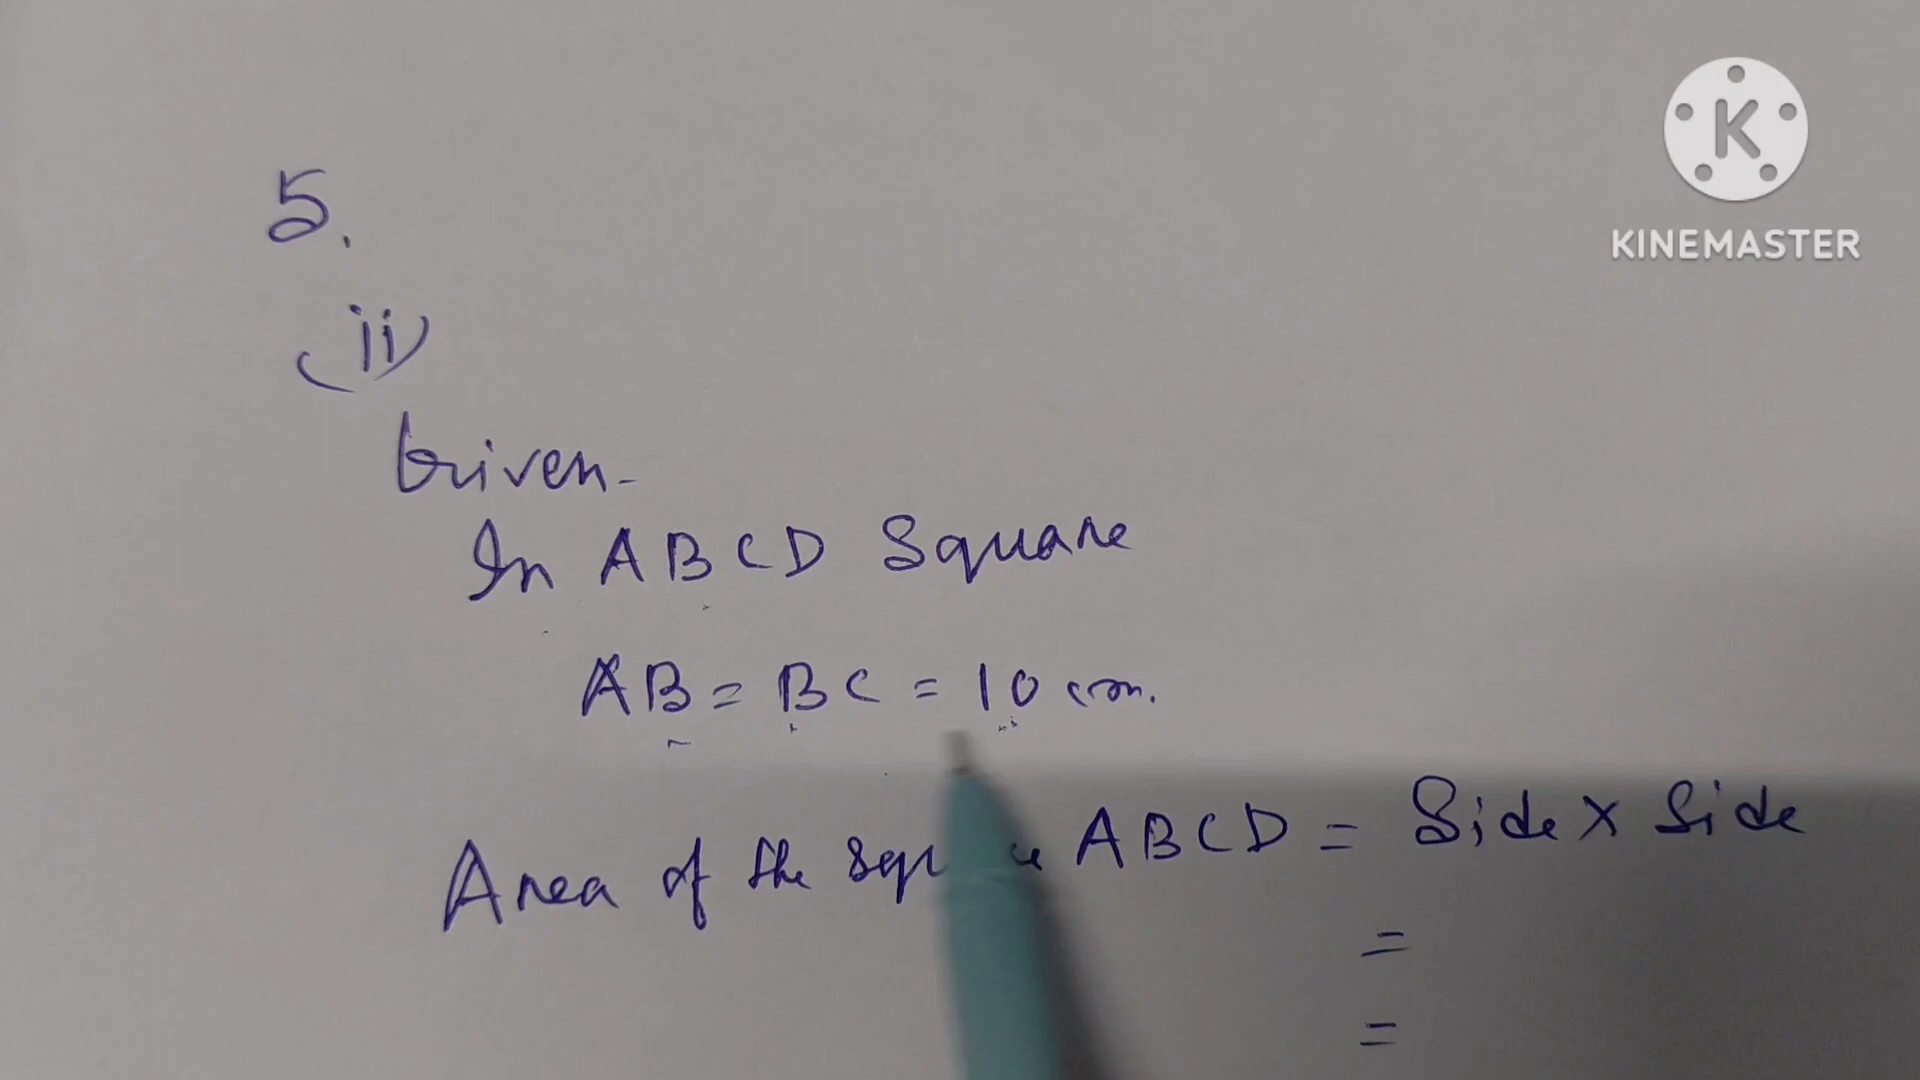 5.
(ii)
Given-
In ABCD Square
AB = BC = 10 cm.
Area of the ABCD = Side × Side
=
=
K
KINEMASTER